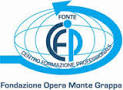 FONTE
CENTRO FORMAZIONE PROFESSIONALE
CFP
Fondazione Opera Monte Grappa